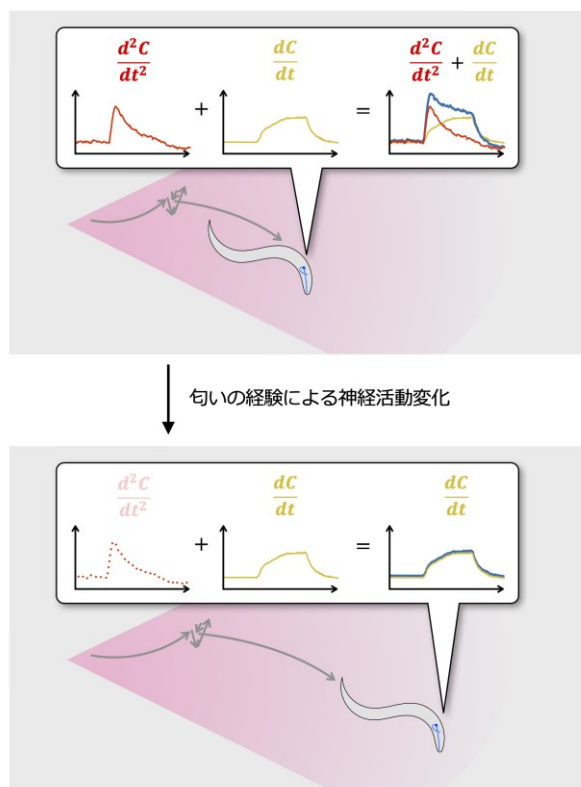 d²C/dt² dC/dt d²C/dt² + dC/dt
+ =
匂いの経験による神経活動変化
d²C/dt² dC/dt dC/dt
+ =